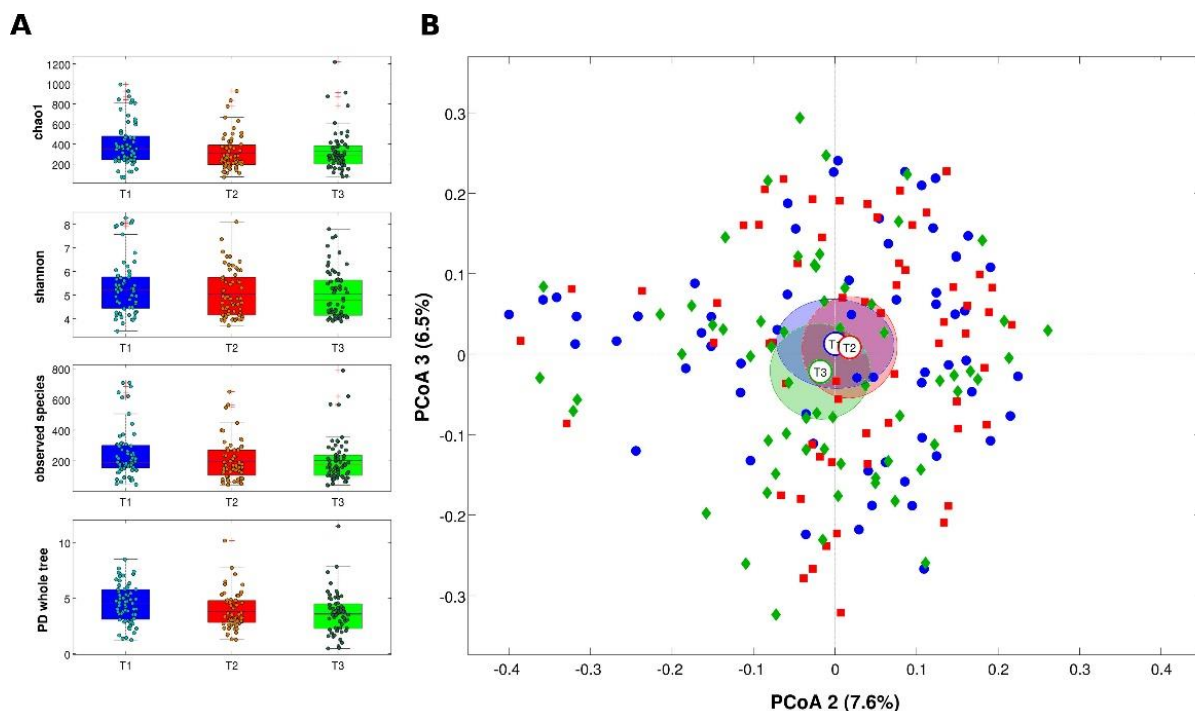 A
chao1
1200
1000
800
600
400
200
T1 T2 T3
shannon
8
7
6
5
4
T1 T2 T3
observed species
800
600
400
200
T1 T2 T3
PD whole tree
10
5
0
T1 T2 T3
B
PCoA 3 (6.5%)
0.3
0.2
0.1
0
-0.1
-0.2
-0.3
T1 T2
T3
-0.4 -0.3 -0.2 -0.1 0 0.1 0.2 0.3 0.4
PCoA 2 (7.6%)